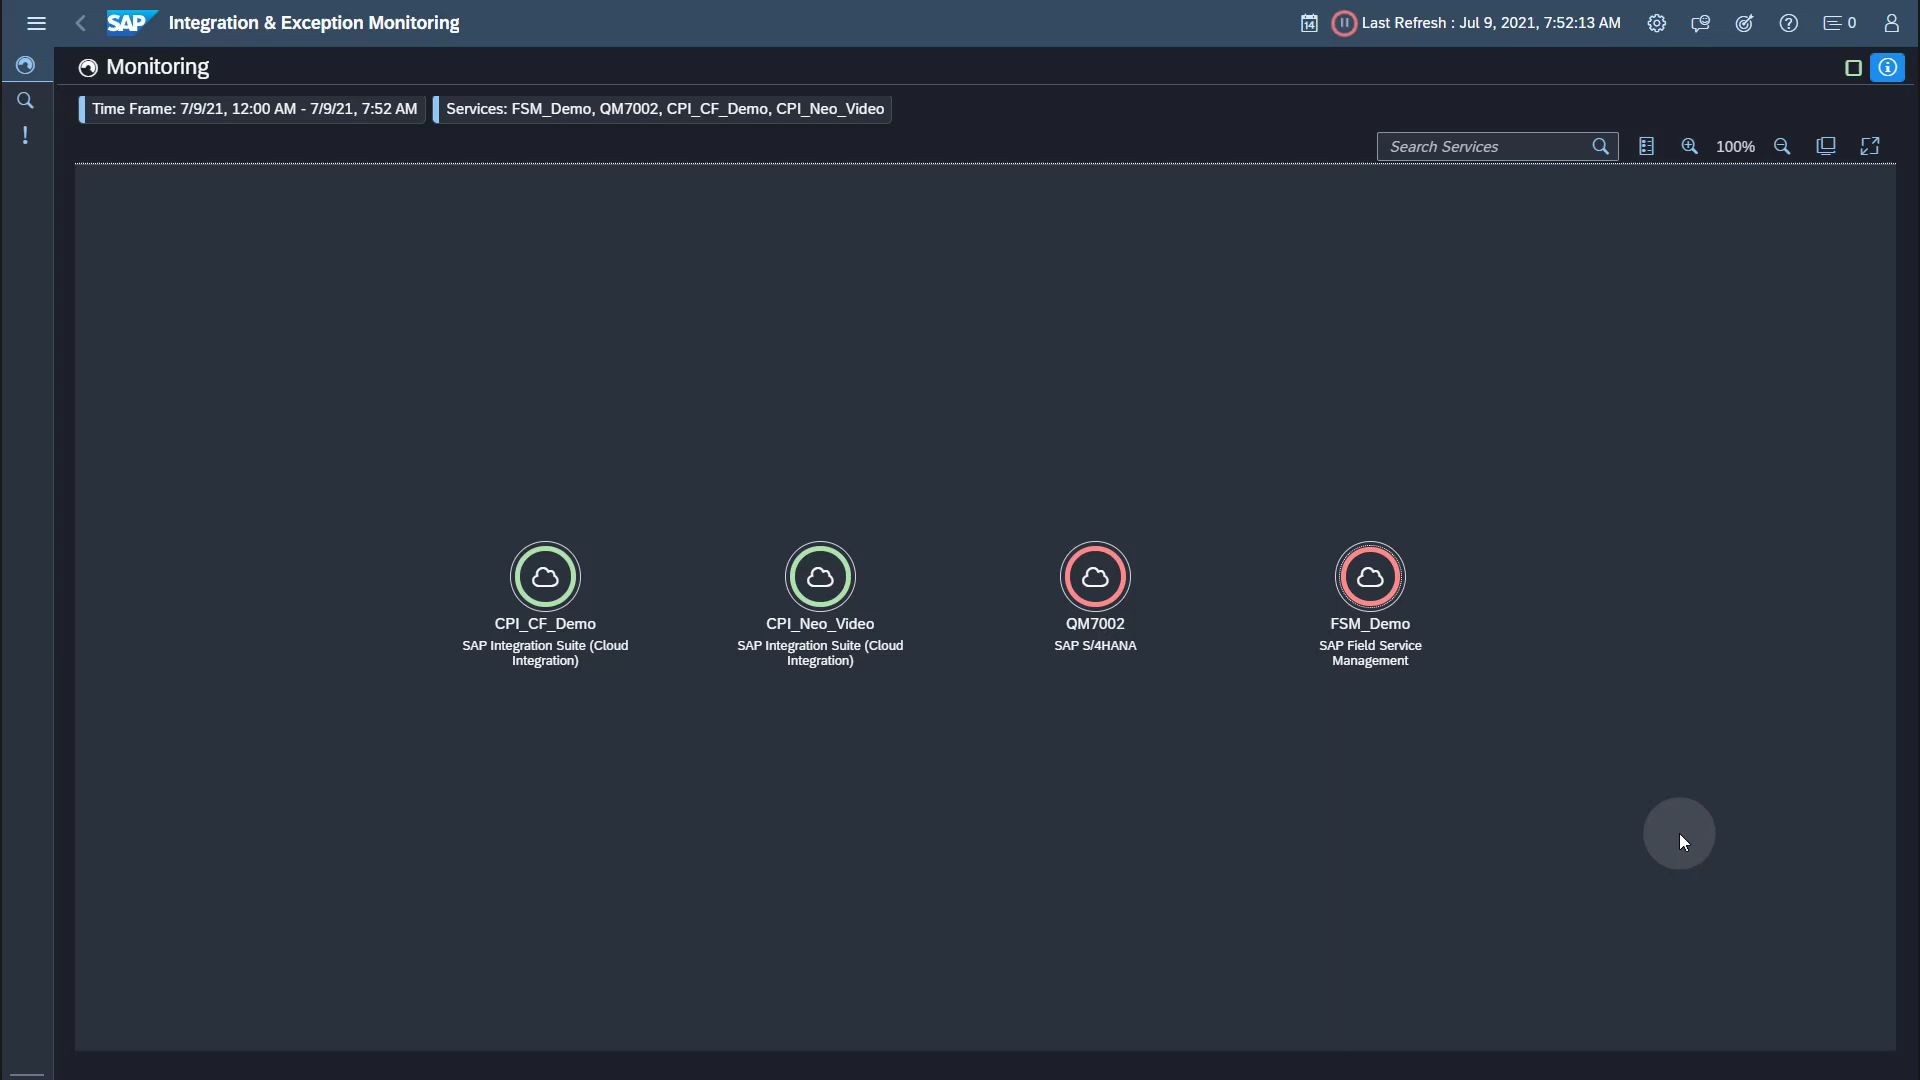 SAP Integration & Exception Monitoring
14 Last Refresh : Jul 9, 2021, 7:52:13 AM 0
Monitoring
Time Frame: 7/9/21, 12:00 AM - 7/9/21, 7:52 AM
Services: FSM_Demo, QM7002, CPI_CF_Demo, CPI_Neo_Video
Search Services
100%
CPI_CF_Demo
SAP Integration Suite (Cloud
Integration)
CPI_Neo_Video
SAP Integration Suite (Cloud
Integration)
QM7002
SAP S/4HANA
FSM_Demo
SAP Field Service
Management